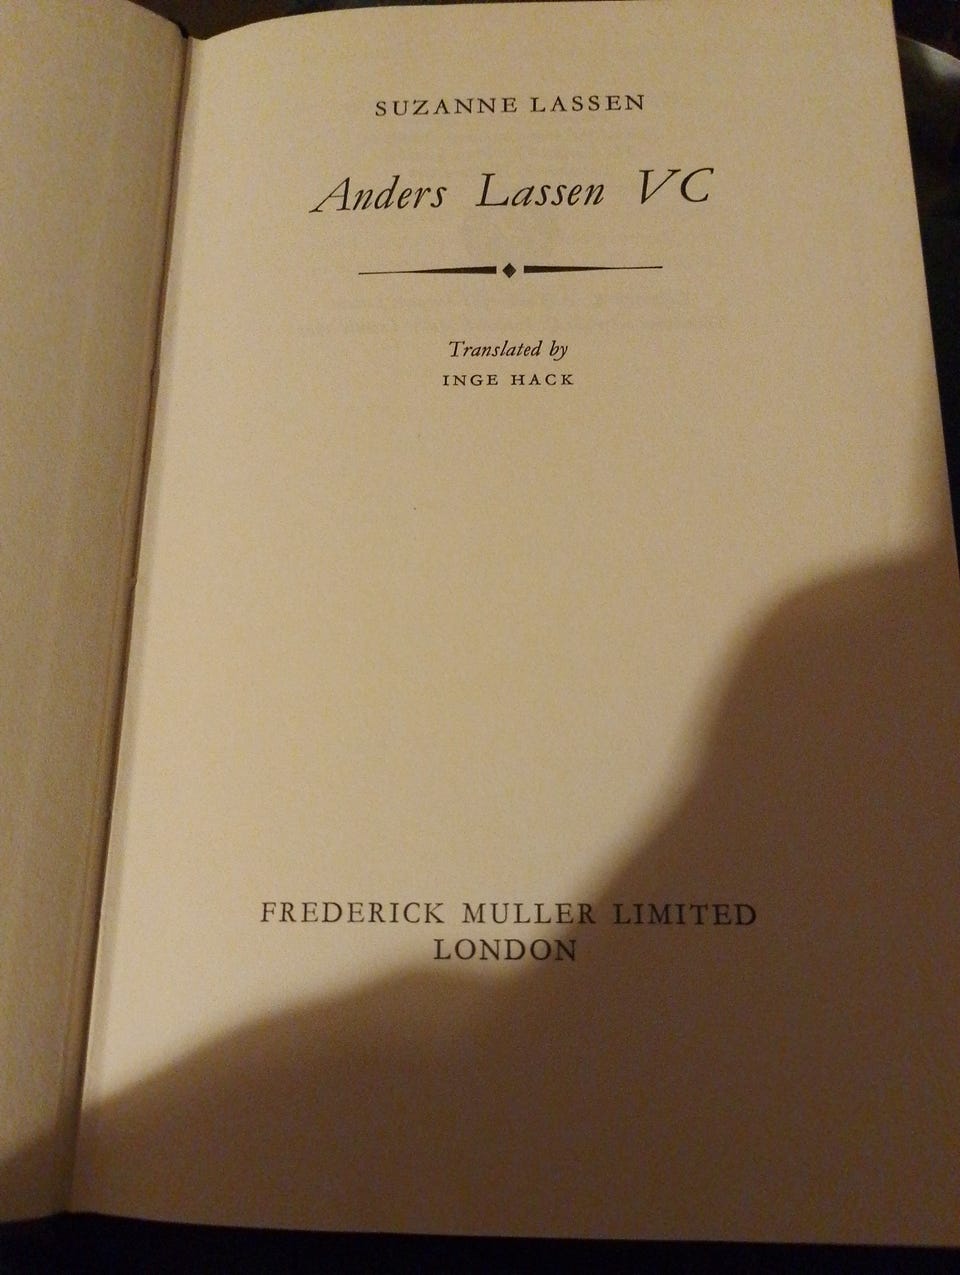 SUZANNE LASSEN
Anders Lassen VC
Translated by
INGE HACK
FREDERICK MULLER LIMITED
LONDON